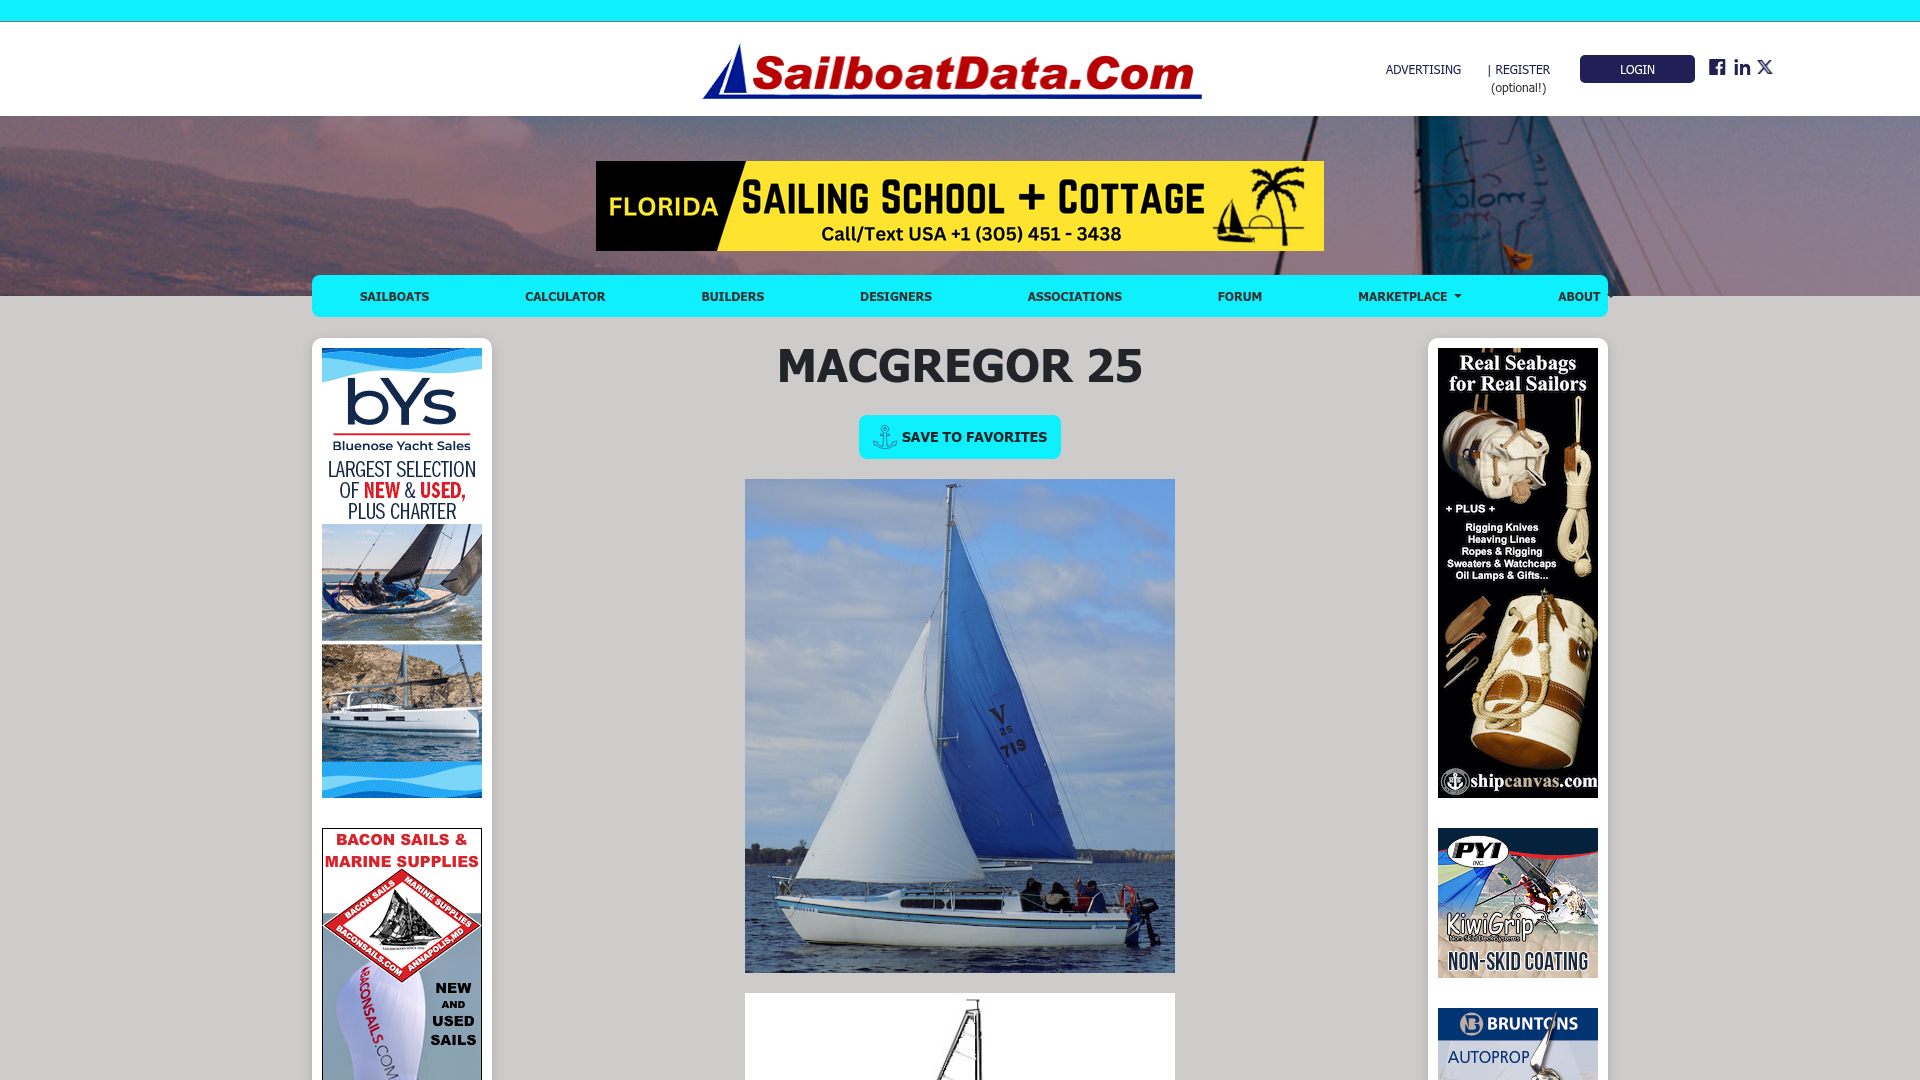 SailboatData.Com
ADVERTISING
| REGISTER
(optional!)
LOGIN
FLORIDA
SAILING SCHOOL + COTTAGE
Call/Text USA +1 (305) 451 - 3438
SAILBOATS
CALCULATOR
BUILDERS
DESIGNERS
ASSOCIATIONS
FORUM
MARKETPLACE
ABOUT
MACGREGOR 25
SAVE TO FAVORITES
V
25
719
bYs
Bluenose Yacht Sales
LARGEST SELECTION
OF NEW & USED,
PLUS CHARTER
BACON SAILS &
MARINE SUPPLIES
BACON SAILS
MARINE SUPPLIES
BACONSAILS.COM
ANNAPOLIS, MD
NEW
AND
USED
SAILS
BACONSAILS.COM
Real Seabags
for Real Sailors
+ PLUS +
Rigging Knives
Heaving Lines
Ropes & Rigging
Sweaters & Watchcaps
Oil Lamps & Gifts...
shipcanvas.com
PYI
INC.
KiwiGrip
Non-Skid Deck Systems
NON-SKID COATING
BRUNTONS
AUTOPROP